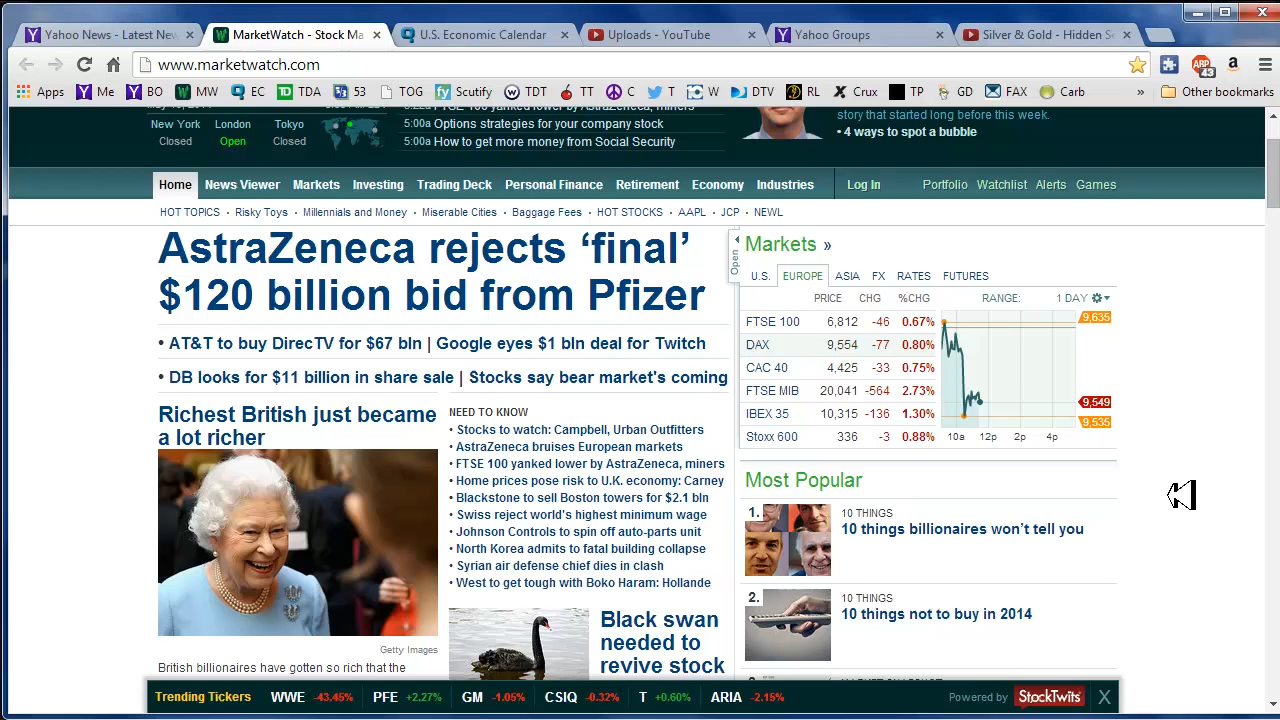 Yahoo News - Latest New
MarketWatch - Stock Ma
U.S. Economic Calendar
Uploads - YouTube
Yahoo Groups
Silver & Gold - Hidden S
www.marketwatch.com
Apps
Me
BO
MW
EC
TDA
53
TOG
Scutify
TDT
TT
C
T
W
DTV
RL
Crux
TP
GD
FAX
Carb
»
Other bookmarks
ABP
43
New York
London
Tokyo
Closed
Open
Closed
FTSE 100 yanked lower by AstraZeneca, miners
5:00a Options strategies for your company stock
5:00a How to get more money from Social Security
story that started long before this week.
• 4 ways to spot a bubble
Home
News Viewer
Markets
Investing
Trading Deck
Personal Finance
Retirement
Economy
Industries
Log In
Portfolio
Watchlist
Alerts
Games
HOT TOPICS · Risky Toys · Millennials and Money · Miserable Cities · Baggage Fees · HOT STOCKS · AAPL · JCP · NEWL
AstraZeneca rejects ‘final’
$120 billion bid from Pfizer
• AT&T to buy DirecTV for $67 bln | Google eyes $1 bln deal for Twitch
• DB looks for $11 billion in share sale | Stocks say bear market's coming
Richest British just became
a lot richer
Getty Images
British billionaires have gotten so rich that the
NEED TO KNOW
• Stocks to watch: Campbell, Urban Outfitters
• AstraZeneca bruises European markets
• FTSE 100 yanked lower by AstraZeneca, miners
• Home prices pose risk to U.K. economy: Carney
• Blackstone to sell Boston towers for $2.1 bln
• Swiss reject world's highest minimum wage
• Johnson Controls to spin off auto-parts unit
• North Korea admits to fatal building collapse
• Syrian air defense chief dies in clash
• West to get tough with Boko Haram: Hollande
Black swan
needed to
revive stock
Open
Markets »
U.S.
EUROPE
ASIA
FX
RATES
FUTURES
PRICE CHG %CHG RANGE: 1 DAY
FTSE 100 6,812 -46 0.67%
DAX 9,554 -77 0.80%
CAC 40 4,425 -33 0.75%
FTSE MIB 20,041 -564 2.73%
IBEX 35 10,315 -136 1.30%
Stoxx 600 336 -3 0.88%
9,635
9,549
9,535
10a 12p 2p 4p
Most Popular
1.
10 THINGS
10 things billionaires won’t tell you
2.
10 THINGS
10 things not to buy in 2014
Trending Tickers
WWE -43.45%
PFE +2.27%
GM -1.05%
CSIQ -0.32%
T +0.60%
ARIA -2.15%
Powered by
StockTwits
X